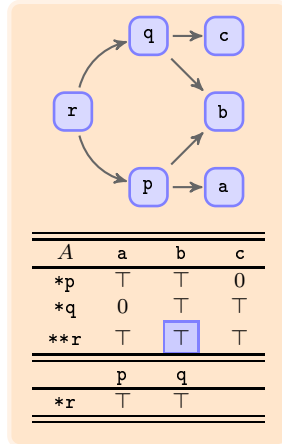 q c
r b
p a
A a b c
*p ⊤ ⊤ 0
*q 0 ⊤ ⊤
**r ⊤ ⊤ ⊤
p q
*r ⊤ ⊤